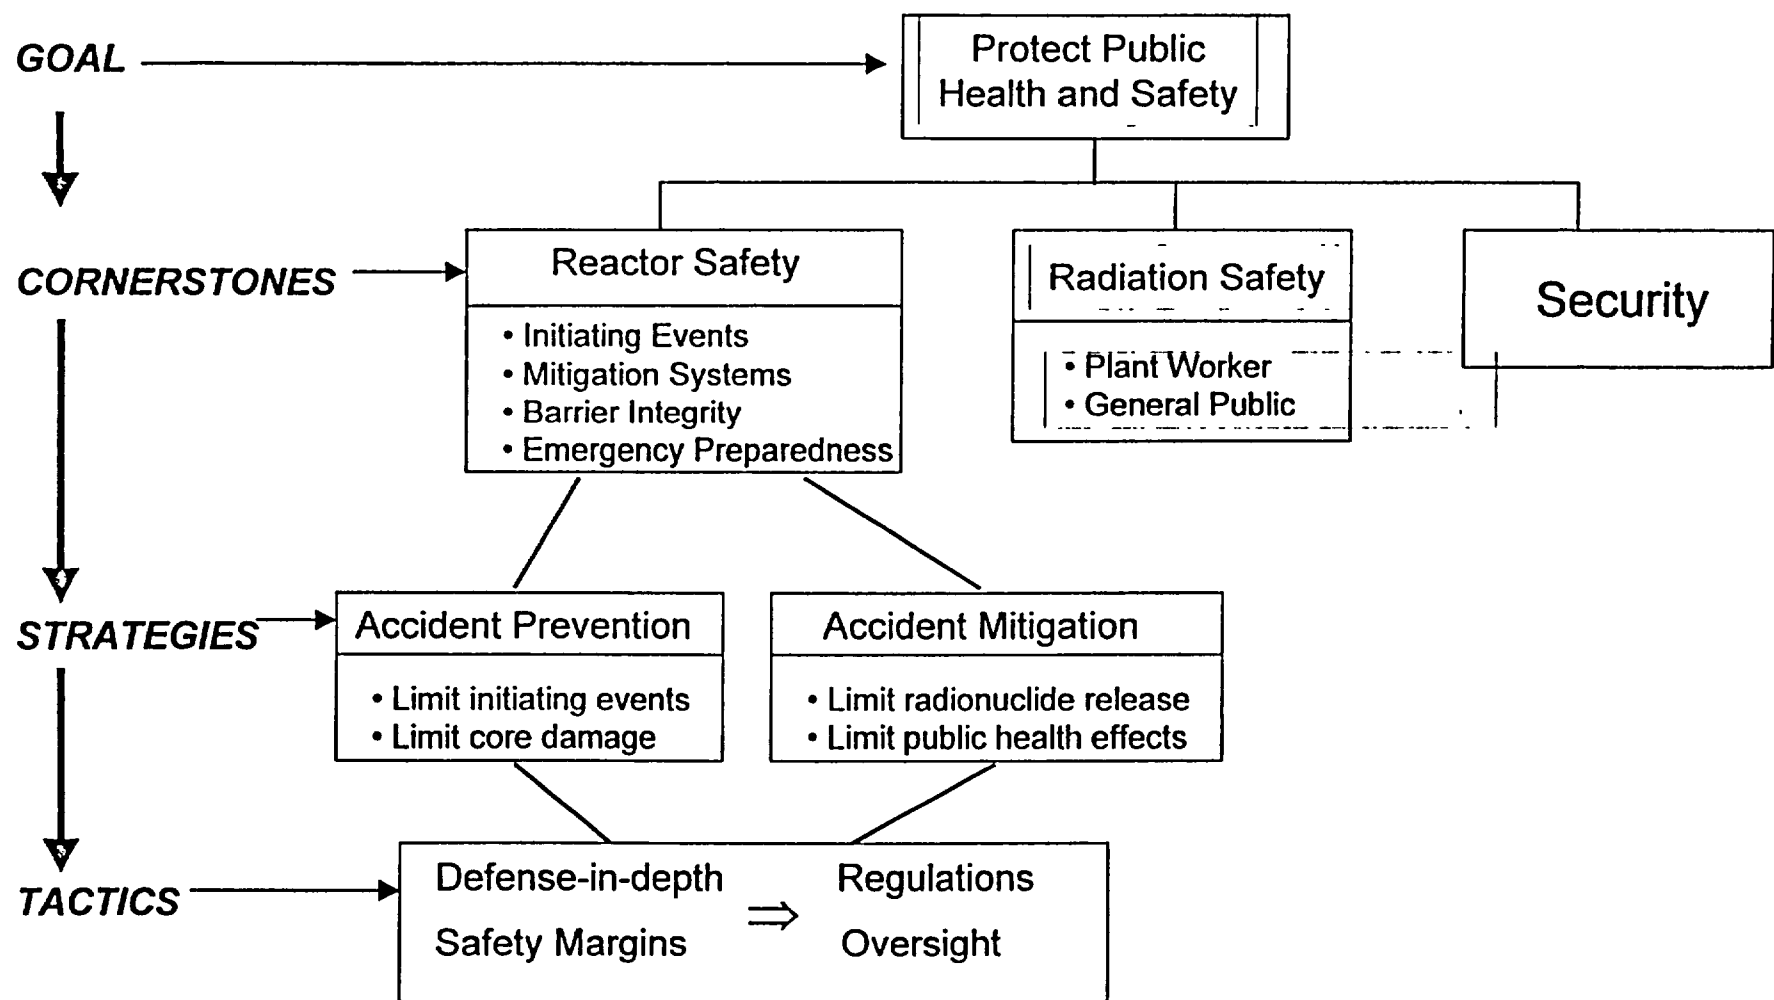 GOAL
Protect Public
Health and Safety
CORNERSTONES
Reactor Safety
• Initiating Events
• Mitigation Systems
• Barrier Integrity
• Emergency Preparedness
Radiation Safety
• Plant Worker
• General Public
Security
STRATEGIES
Accident Prevention
• Limit initiating events
• Limit core damage
Accident Mitigation
• Limit radionuclide release
• Limit public health effects
TACTICS
Defense-in-depth
Safety Margins
⇒
Regulations
Oversight